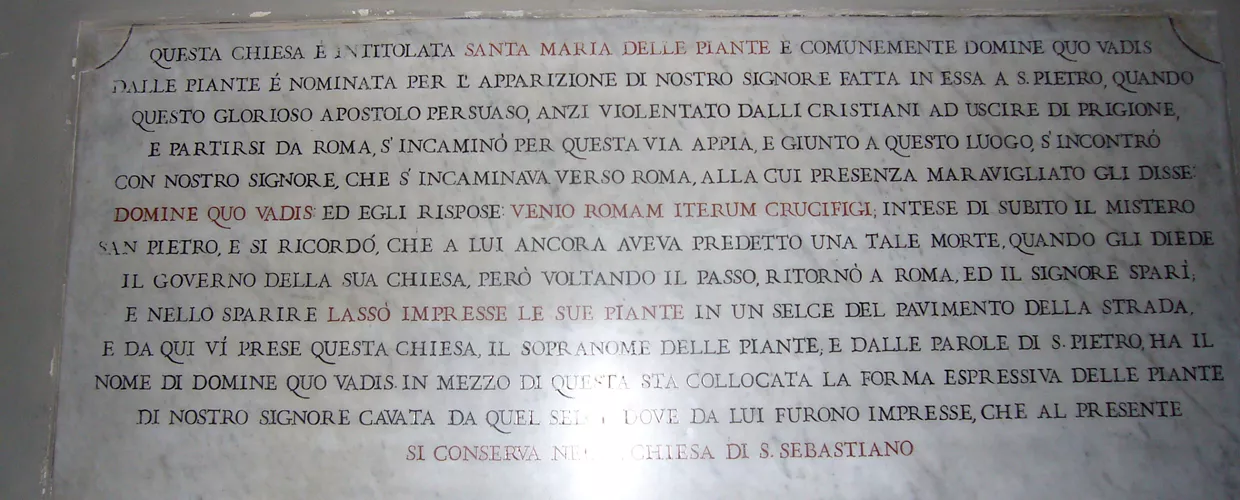 QUESTA CHIESA É INTITOLATA SANTA MARIA DELLE PIANTE E COMUNEMENTE DOMINE QUO VADIS
DALLE PIANTE É NOMINATA PER L' APPARIZIONE DI NOSTRO SIGNORE FATTA IN ESSA A S. PIETRO, QUANDO
QUESTO GLORIOSO APOSTOLO PERSUASO, ANZI VIOLENTATO DALLI CRISTIANI AD USCIRE DI PRIGIONE,
E PARTIRSI DA ROMA, S' INCAMINÓ PER QUESTA VIA APPIA, E GIUNTO A QUESTO LUOGO, S' INCONTRÓ
CON NOSTRO SIGNORE, CHE S' INCAMINAVA VERSO ROMA, ALLA CUI PRESENZA MARAVIGLIATO GLI DISSE:
DOMINE QUO VADIS: ED EGLI RISPOSE: VENIO ROMAM ITERUM CRUCIFIGI; INTESE DI SUBITO IL MISTERO
SAN PIETRO, E SI RICORDÓ, CHE A LUI ANCORA AVEVA PREDETTO UNA TALE MORTE, QUANDO GLI DIEDE
IL GOVERNO DELLA SUA CHIESA, PERÒ VOLTANDO IL PASSO, RITORNÒ A ROMA, ED IL SIGNORE SPARÌ;
E NELLO SPARIRE LASSÒ IMPRESSE LE SUE PIANTE IN UN SELCE DEL PAVIMENTO DELLA STRADA,
E DA QUI VÍ PRESE QUESTA CHIESA, IL SOPRANOME DELLE PIANTE, E DALLE PAROLE DI S. PIETRO, HA IL
NOME DI DOMINE QUO VADIS. IN MEZZO DI QUESTA STA COLLOCATA LA FORMA ESPRESSIVA DELLE PIANTE
DI NOSTRO SIGNORE CAVATA DA QUEL DOVE DA LUI FURONO IMPRESSE, CHE AL PRESENTE
SI CONSERVA CHIESA DI S. SEBASTIANO